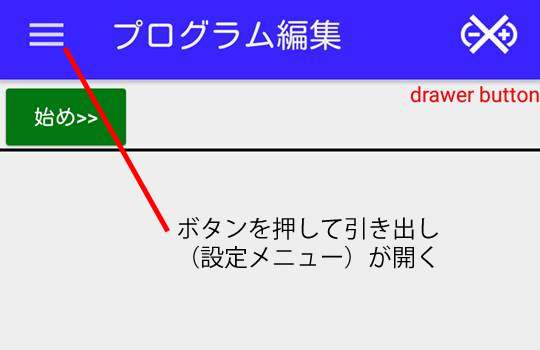 プログラム編集
drawer button
始め>>
ボタンを押して引き出し
（設定メニュー）が開く